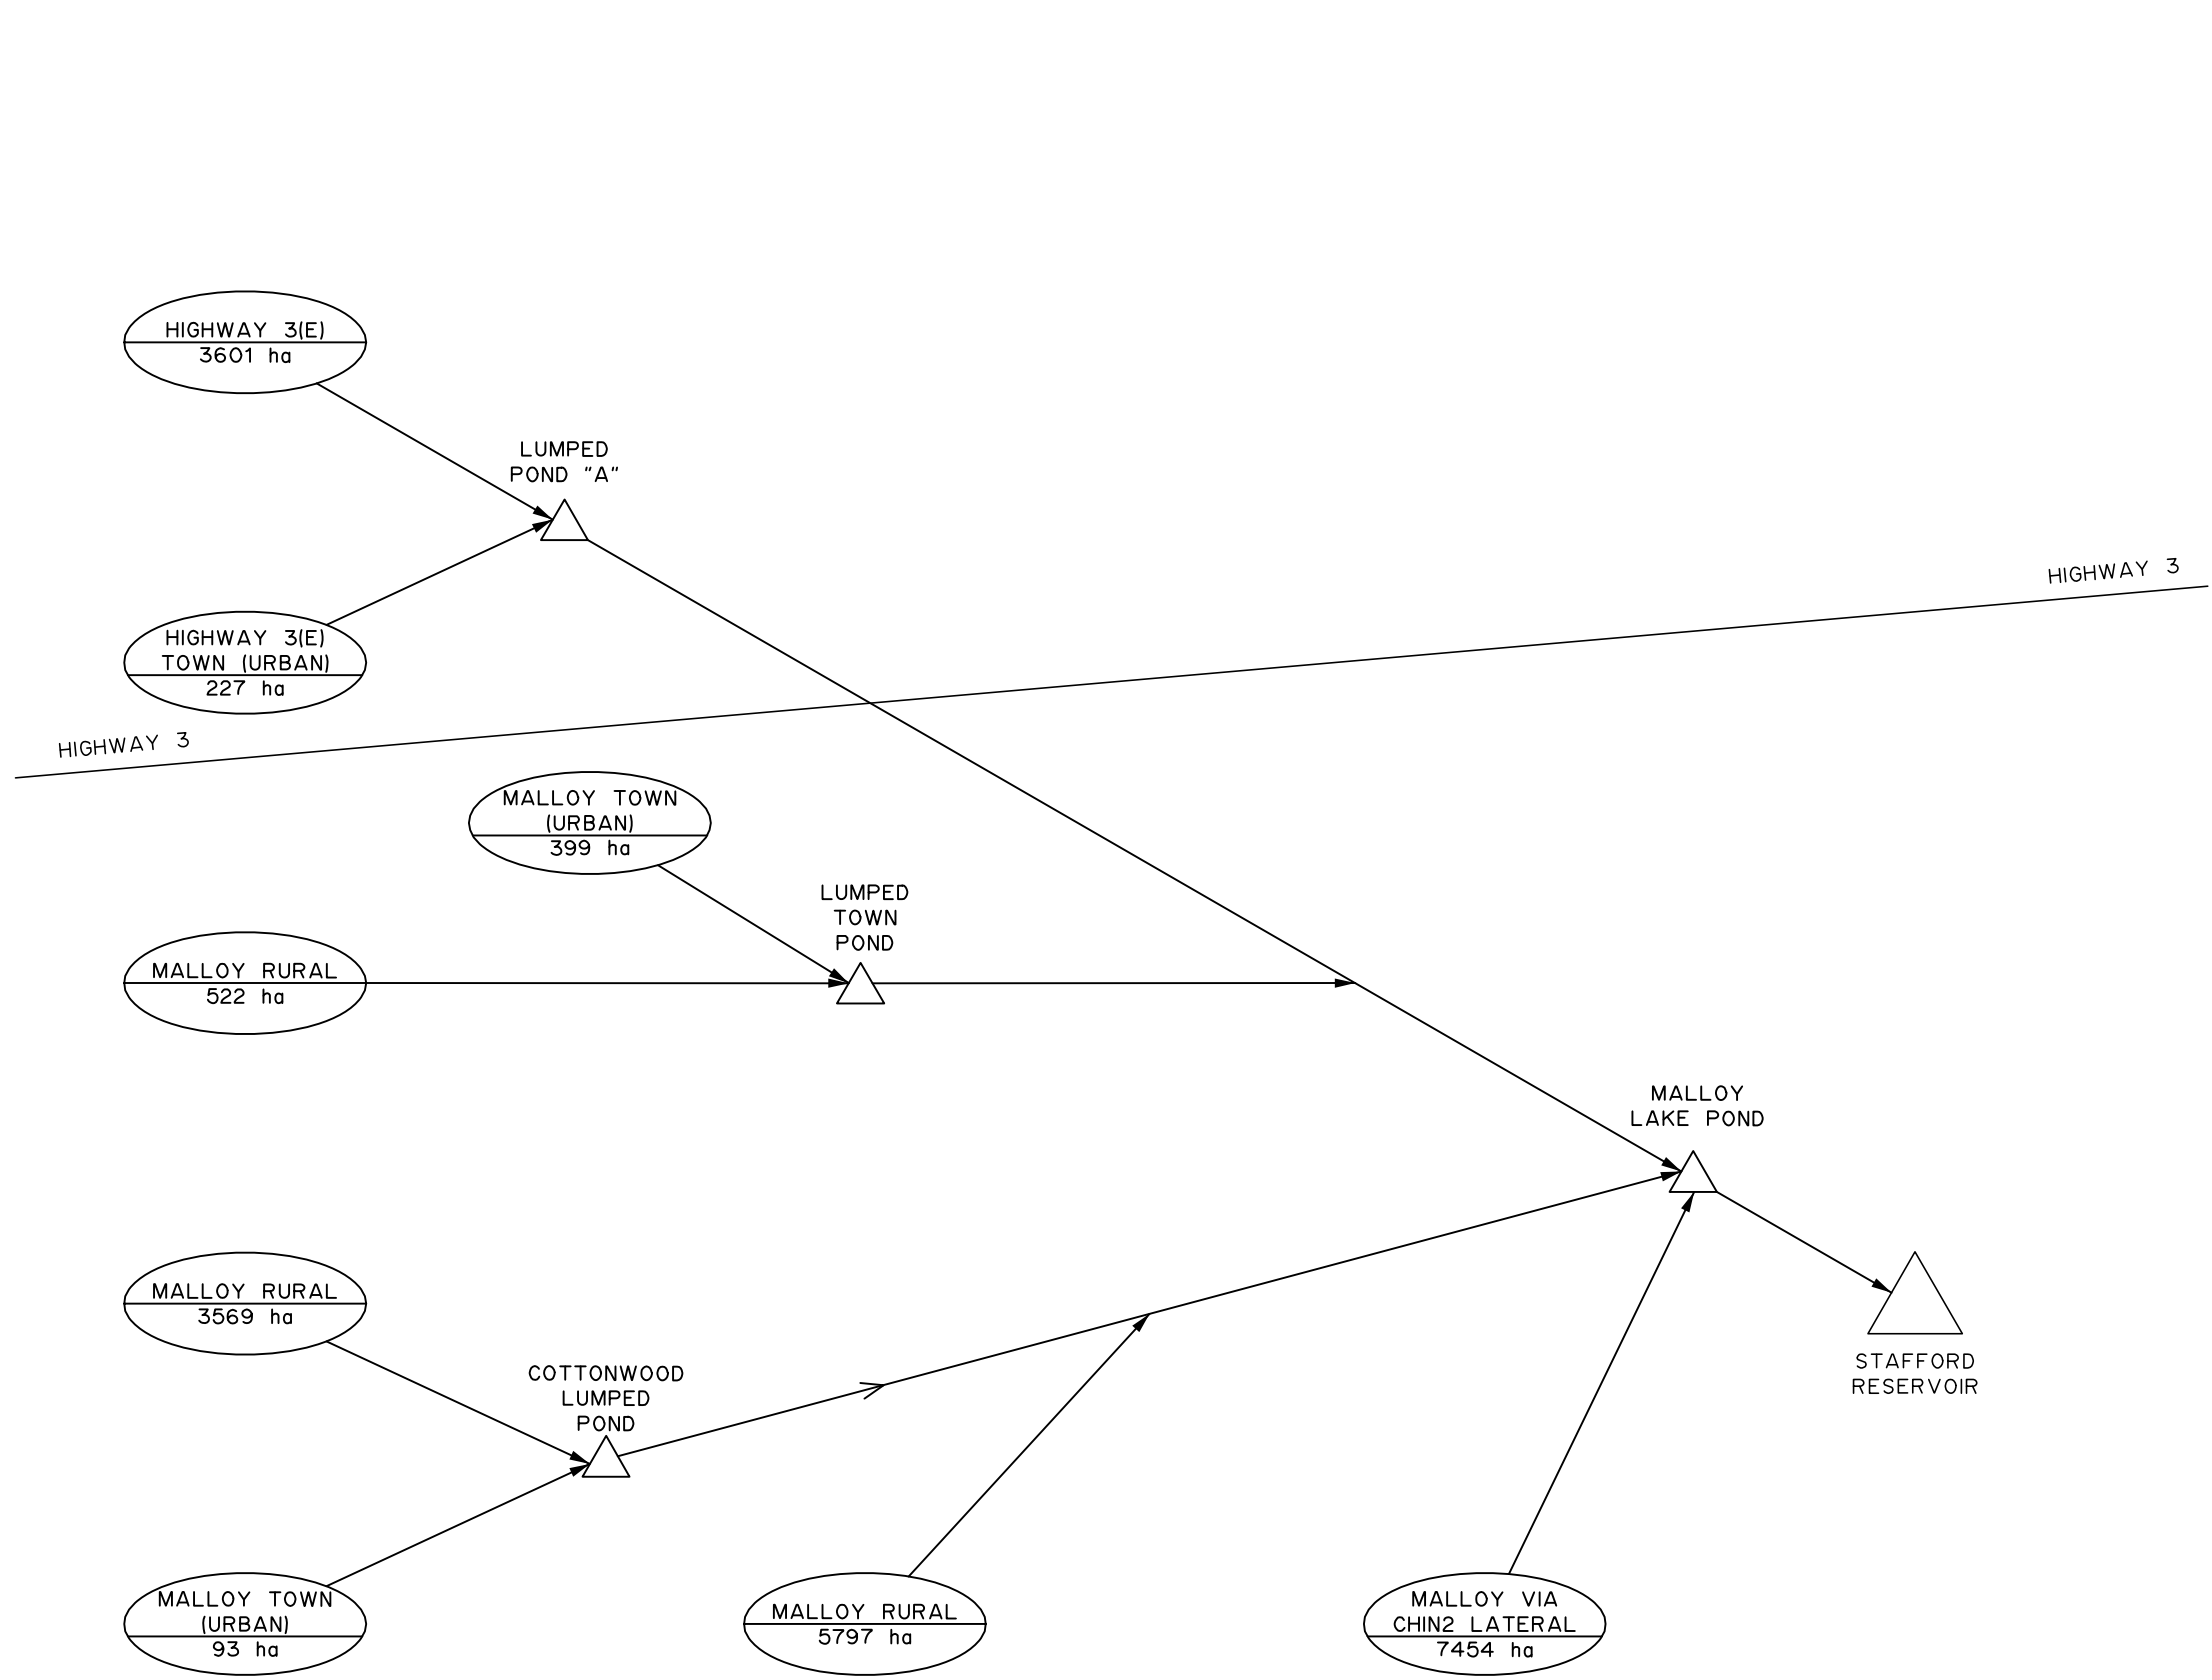 HIGHWAY 3(E)
3601 ha
LUMPED
POND "A"
HIGHWAY 3
HIGHWAY 3(E)
TOWN (URBAN)
227 ha
HIGHWAY 3
MALLOY TOWN
(URBAN)
399 ha
LUMPED
TOWN
POND
MALLOY RURAL
522 ha
MALLOY
LAKE POND
MALLOY RURAL
3569 ha
COTTONWOOD
LUMPED
POND
STAFFORD
RESERVOIR
MALLOY TOWN
(URBAN)
93 ha
MALLOY RURAL
5797 ha
MALLOY VIA
CHIN2 LATERAL
7454 ha